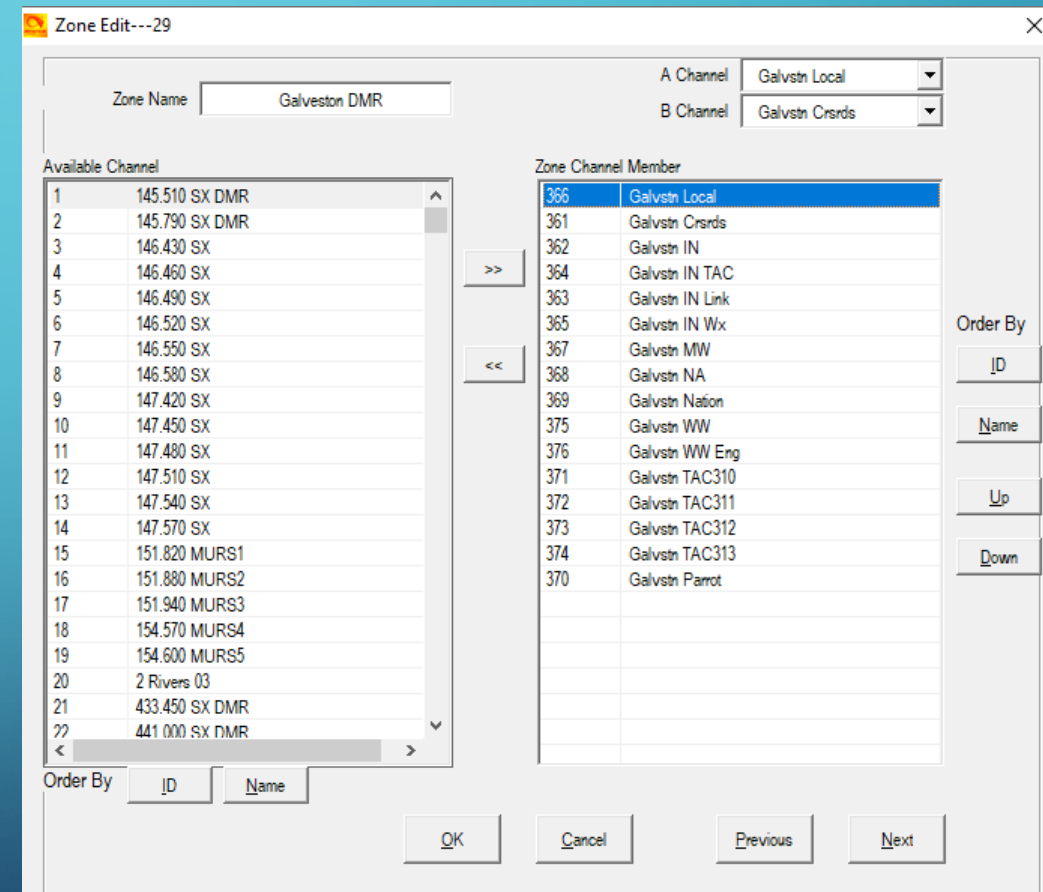 Zone Edit---29
Zone Name Galveston DMR
A Channel Galvstn Local
B Channel Galvstn Crsrds
Available Channel
1 145.510 SX DMR
2 145.790 SX DMR
3 146.430 SX
4 146.460 SX
5 146.490 SX
6 146.520 SX
7 146.550 SX
8 146.580 SX
9 147.420 SX
10 147.450 SX
11 147.480 SX
12 147.510 SX
13 147.540 SX
14 147.570 SX
15 151.820 MURS1
16 151.880 MURS2
17 151.940 MURS3
18 154.570 MURS4
19 154.600 MURS5
20 2 Rivers 03
21 433.450 SX DMR
22 441.000 SX DMR
Order By ID Name
>>
<<
Zone Channel Member
366 Galvstn Local
361 Galvstn Crsrds
362 Galvstn IN
364 Galvstn IN TAC
363 Galvstn IN Link
365 Galvstn IN Wx
367 Galvstn MW
368 Galvstn NA
369 Galvstn Nation
375 Galvstn WW
376 Galvstn WW Eng
371 Galvstn TAC310
372 Galvstn TAC311
373 Galvstn TAC312
374 Galvstn TAC313
370 Galvstn Parrot
Order By
ID
Name
Up
Down
OK Cancel Previous Next